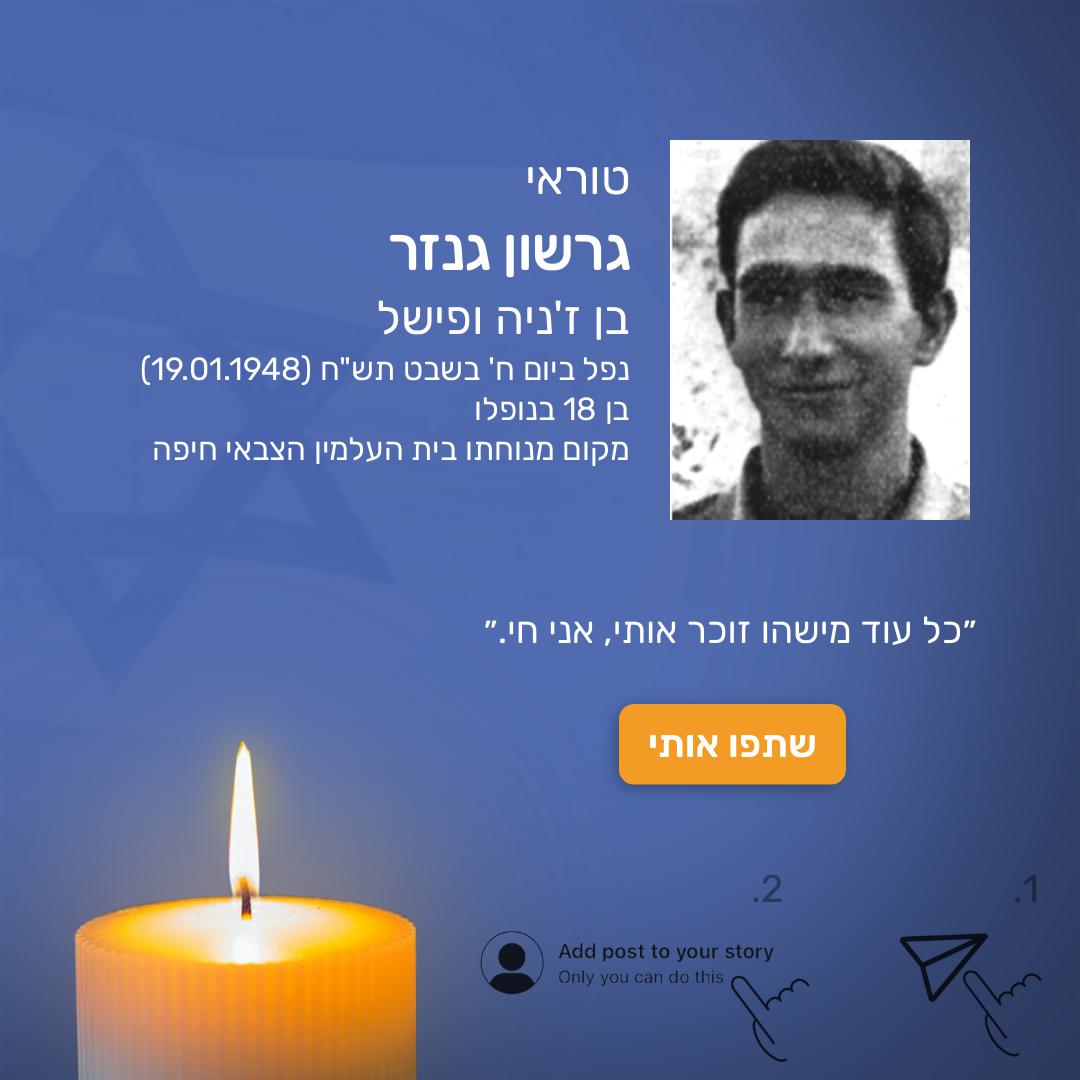 טוראי
גרשון גנזר
בן ז'ניה ופישל
נפל ביום ח' בשבט תש"ח (19.01.1948)
בן 18 בנופלו
מקום מנוחתו בית העלמין הצבאי חיפה
״כל עוד מישהו זוכר אותי, אני חי.״
שתפו אותי
.1
.2
Add post to your story
Only you can do this